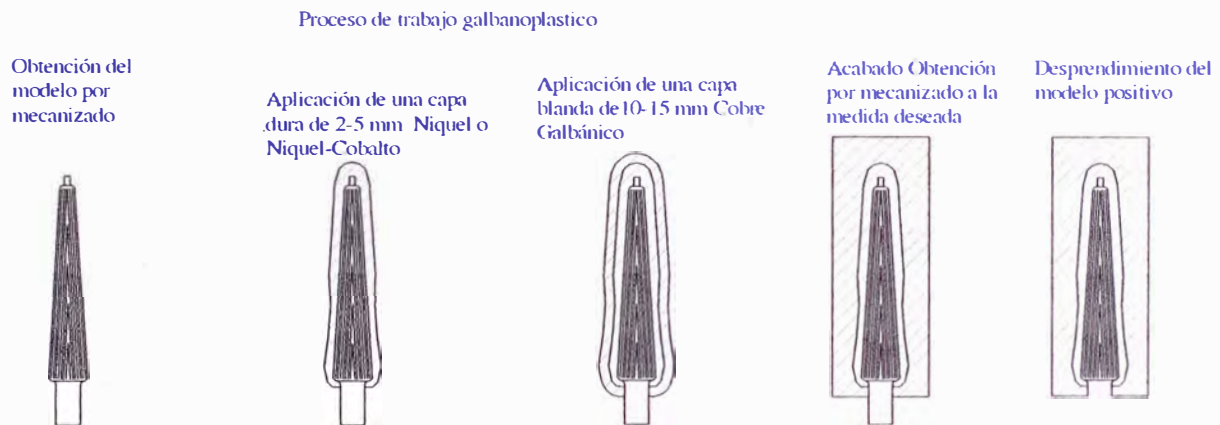 Proceso de trabajo galbanoplastico
Obtención del
modelo por
mecanizado
Aplicación de una capa
dura de 2-5 mm Niquel o
Niquel-Cobalto
Aplicación de una capa
blanda de10-15 mm Cobre
Galbánico
Acabado Obtención
por mecanizado a la
medida deseada
Desprendimiento del
modelo positivo